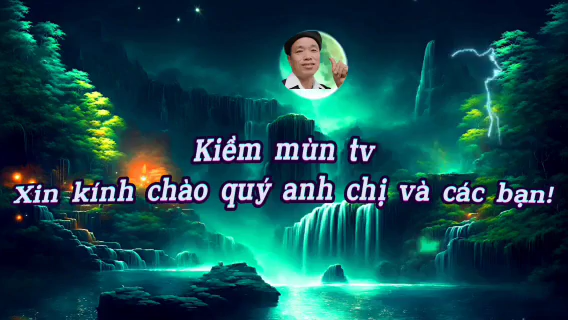 Kiểm mùn tv
Xin kính chào quý anh chị và các bạn!